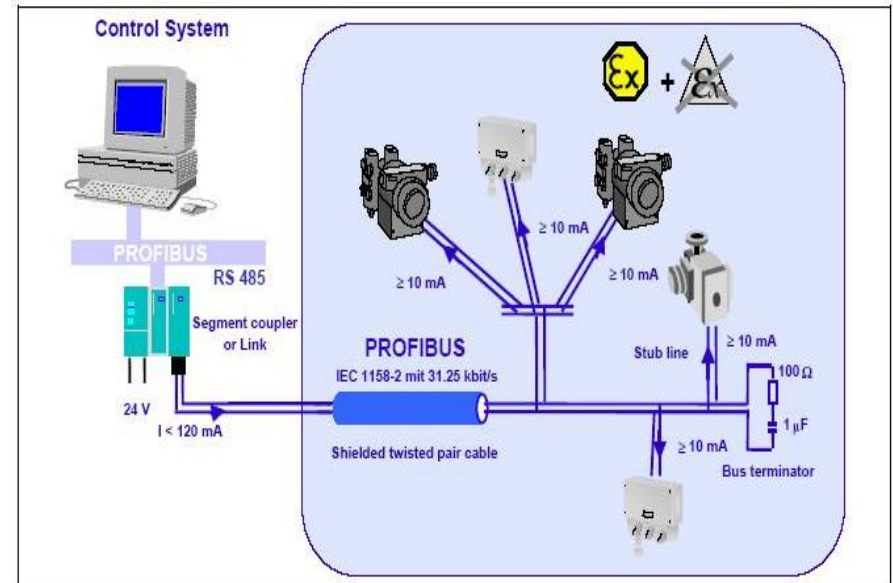 Control System
Ex + Ex
≥ 10 mA
≥ 10 mA
≥ 10 mA
PROFIBUS
RS 485
Segment coupler
or Link
PROFIBUS
IEC 1158-2 mit 31.25 kbit/s
Stub line
≥ 10 mA
100 Ω
1 µF
24 V
I < 120 mA
Shielded twisted pair cable
≥ 10 mA
Bus terminator